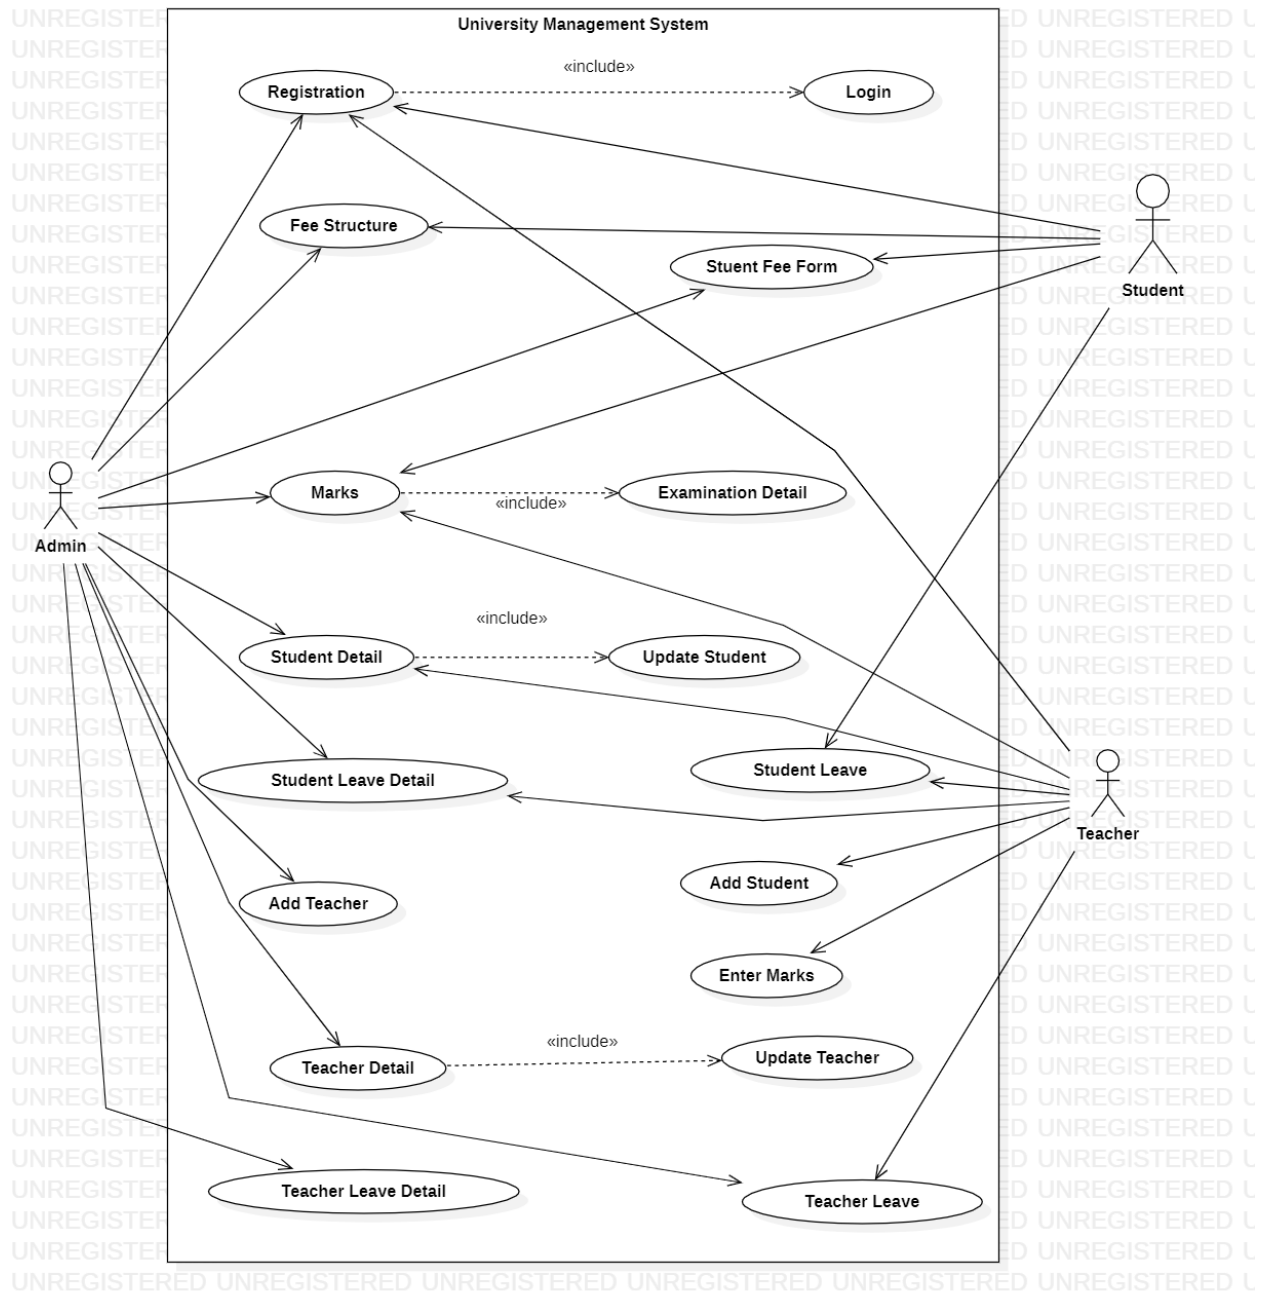 University Management System
«include»
Registration
Login
Fee Structure
Stuent Fee Form
Student
Marks
Examination Detail
«include»
Admin
«include»
Student Detail
Update Student
Student Leave
Student Leave Detail
Teacher
Add Student
Add Teacher
Enter Marks
«include»
Teacher Detail
Update Teacher
Teacher Leave Detail
Teacher Leave
UNREGISTERED UNREGISTERED UNREGISTERED UNREGISTERED UNREGISTERED UNREGISTERED U